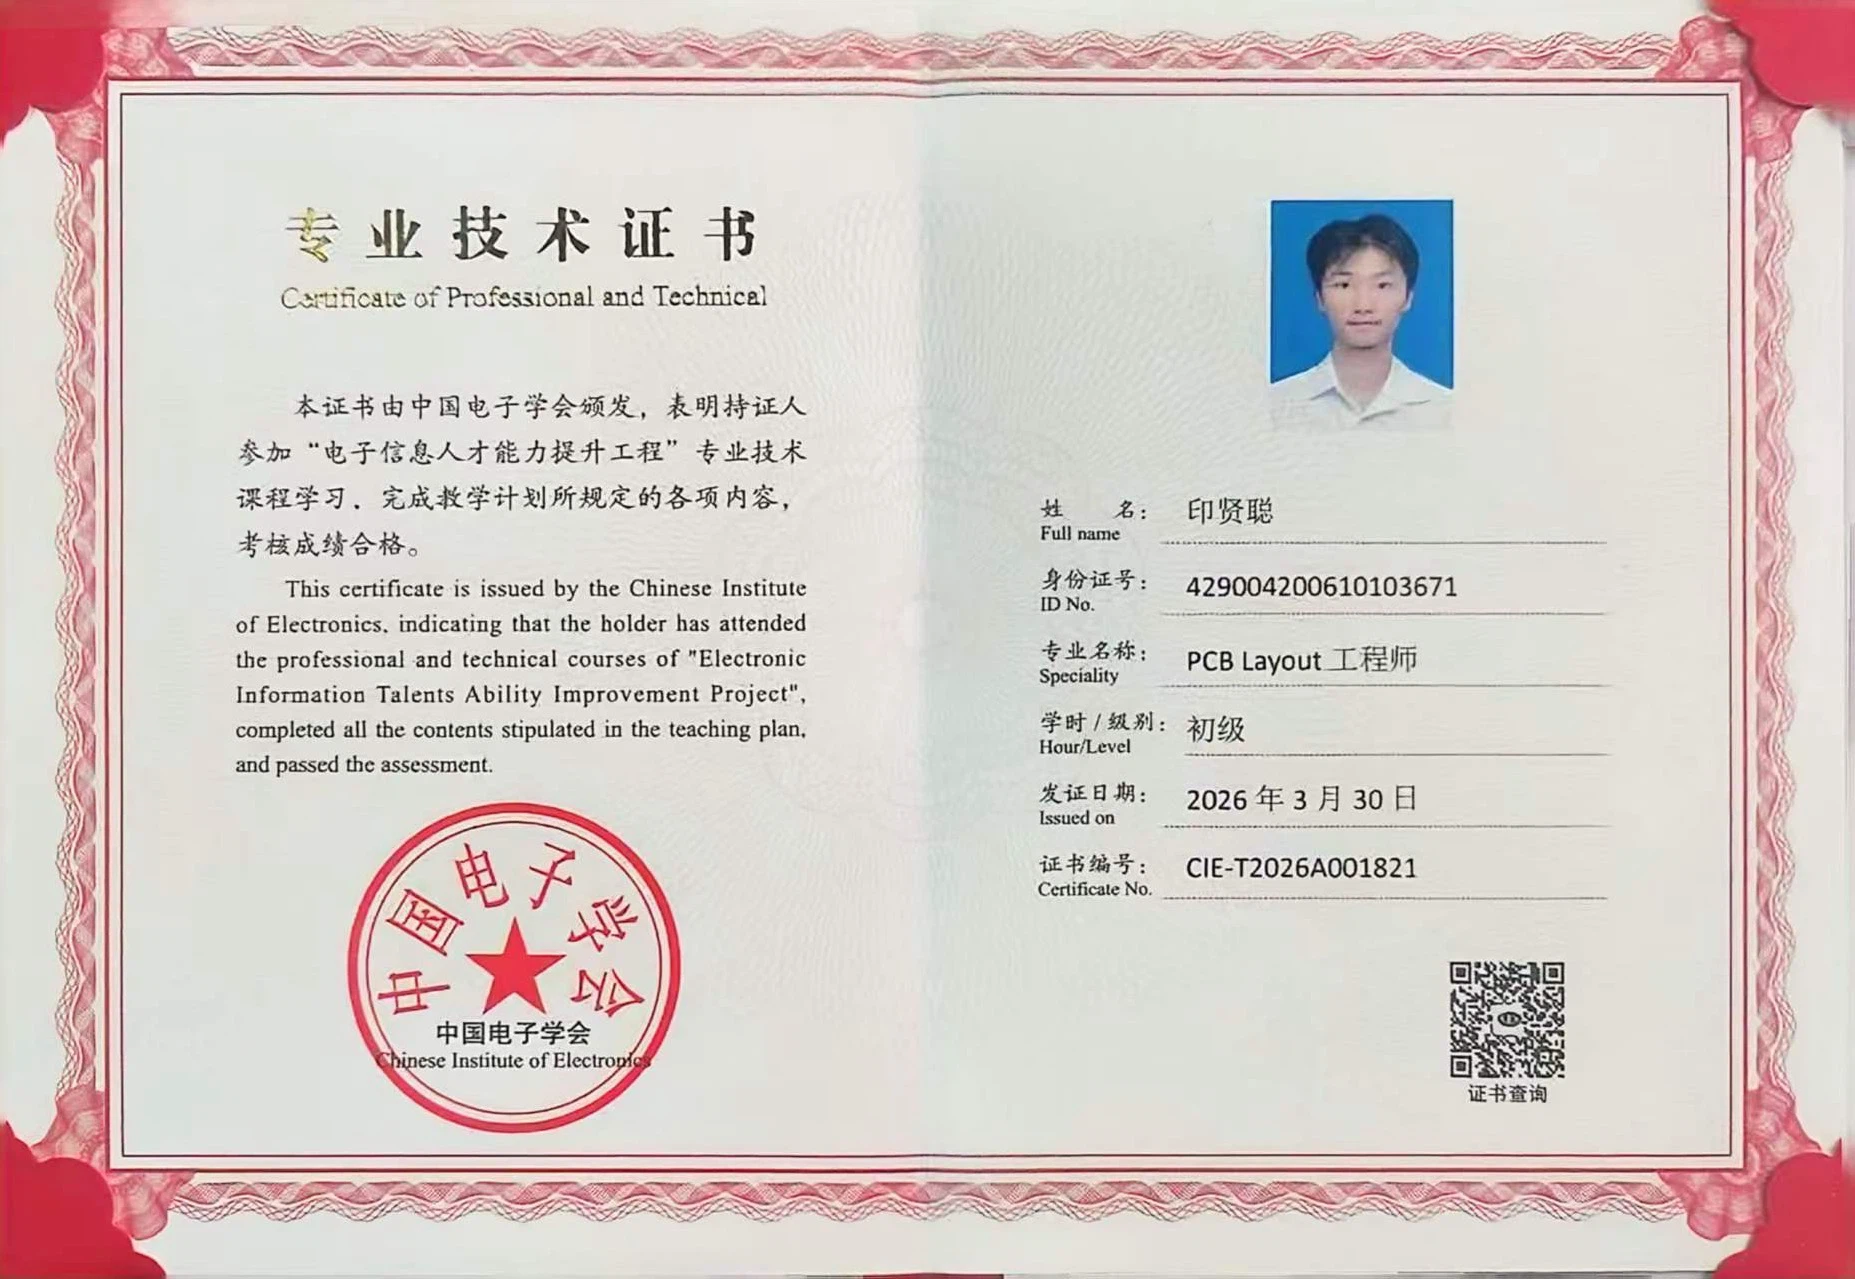 专业技术证书
Certificate of Professional and Technical
本证书由中国电子学会颁发，表明持证人
参加“电子信息人才能力提升工程”专业技术
课程学习．完成教学计划所规定的各项内容，
考核成绩合格。
This certificate is issued by the Chinese Institute
of Electronics, indicating that the holder has attended
the professional and technical courses of "Electronic
Information Talents Ability Improvement Project",
completed all the contents stipulated in the teaching plan,
and passed the assessment.
中国电子学会
中国电子学会
Chinese Institute of Electronics
姓 名： 印贤聪
Full name
身份证号： 429004200610103671
ID No.
专业名称： PCB Layout 工程师
Speciality
学时 / 级别： 初级
Hour/Level
发证日期： 2026 年 3 月 30 日
Issued on
证书编号： CIE-T2026A001821
Certificate No.
证书查询